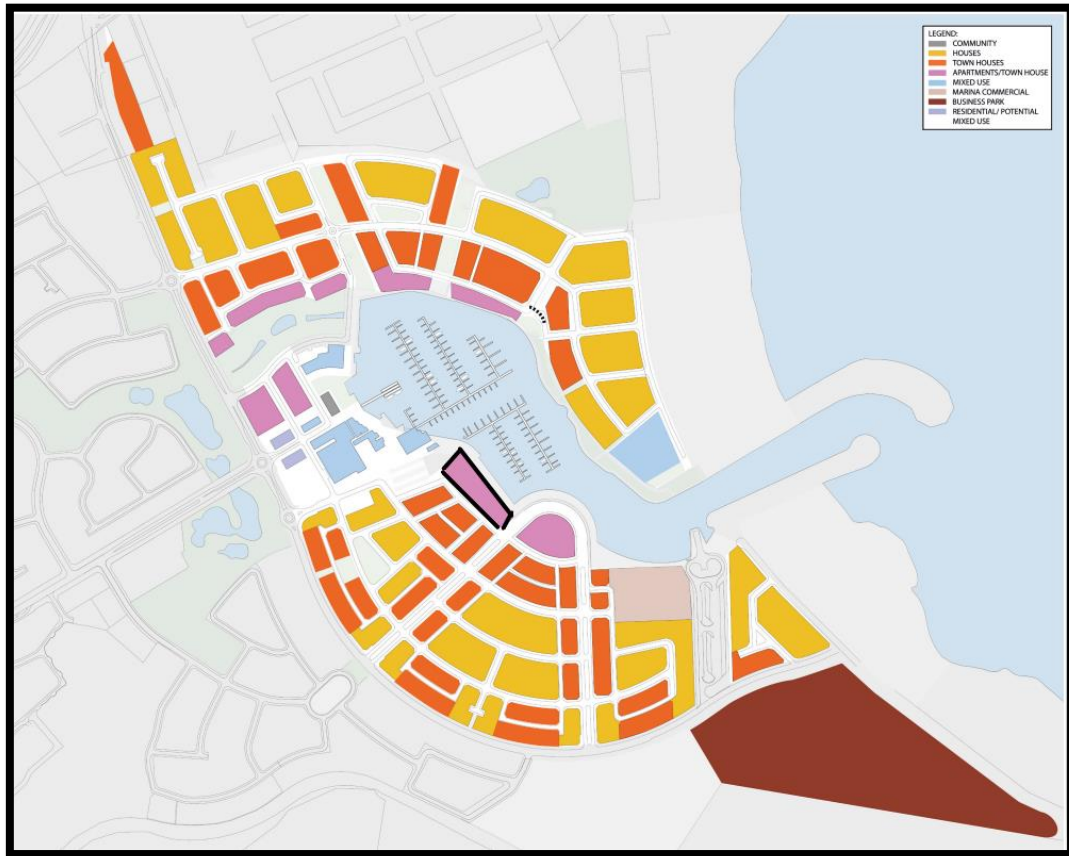 LEGEND:
COMMUNITY
HOUSES
TOWN HOUSES
APARTMENTS/TOWN HOUSE
MIXED USE
MARINA COMMERCIAL
BUSINESS PARK
RESIDENTIAL/ POTENTIAL
MIXED USE